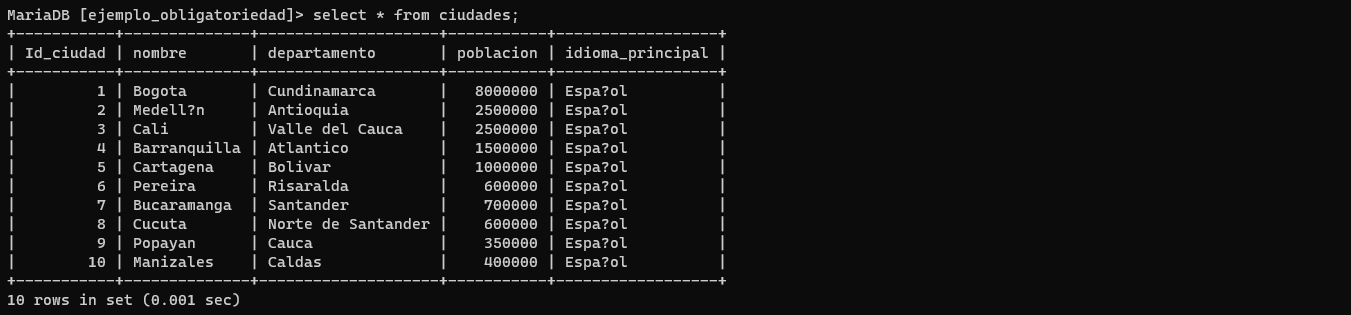 MariaDB [ejemplo_obligatoriedad]> select * from ciudades;
+-----------+--------------+--------------------+-----------+------------------+
| Id_ciudad | nombre       | departamento       | poblacion | idioma_principal |
+-----------+--------------+--------------------+-----------+------------------+
|         1 | Bogota       | Cundinamarca       |   8000000 | Espa?ol          |
|         2 | Medell?n     | Antioquia          |   2500000 | Espa?ol          |
|         3 | Cali         | Valle del Cauca    |   2500000 | Espa?ol          |
|         4 | Barranquilla | Atlantico          |   1500000 | Espa?ol          |
|         5 | Cartagena    | Bolivar            |   1000000 | Espa?ol          |
|         6 | Pereira      | Risaralda          |    600000 | Espa?ol          |
|         7 | Bucaramanga  | Santander          |    700000 | Espa?ol          |
|         8 | Cucuta       | Norte de Santander |    600000 | Espa?ol          |
|         9 | Popayan      | Cauca              |    350000 | Espa?ol          |
|        10 | Manizales    | Caldas             |    400000 | Espa?ol          |
+-----------+--------------+--------------------+-----------+------------------+
10 rows in set (0.001 sec)